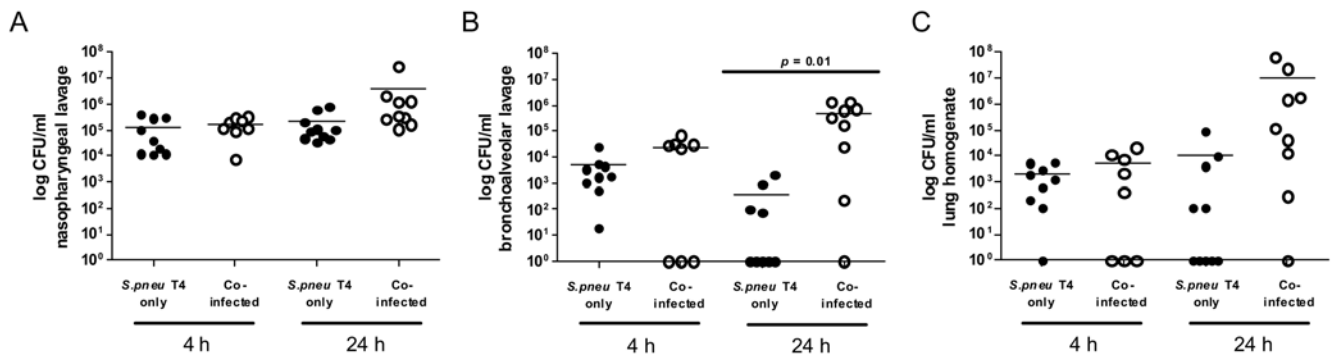 A
log CFU/ml
nasopharyngeal lavage
10⁸
10⁷
10⁶
10⁵
10⁴
10³
10²
10¹
10⁰
S.pneu T4
only
Co-
infected
S.pneu T4
only
Co-
infected
4 h
24 h
B
log CFU/ml
bronchoalveolar lavage
10⁸
10⁷
10⁶
10⁵
10⁴
10³
10²
10¹
10⁰
p = 0.01
S.pneu T4
only
Co-
infected
S.pneu T4
only
Co-
infected
4 h
24 h
C
log CFU/ml
lung homogenate
10⁸
10⁷
10⁶
10⁵
10⁴
10³
10²
10¹
10⁰
S.pneu T4
only
Co-
infected
S.pneu T4
only
Co-
infected
4 h
24 h